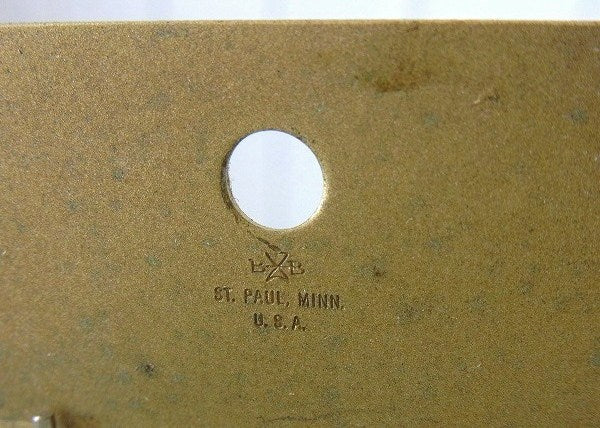 B B
ST. PAUL, MINN.
U.S.A.